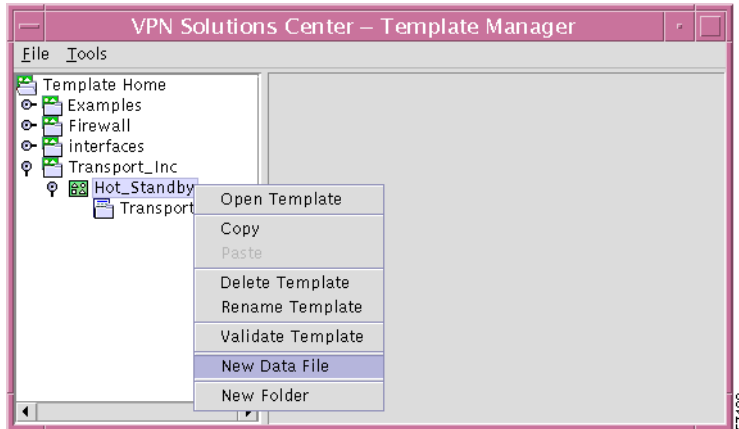 VPN Solutions Center – Template Manager
File Tools
Template Home
Examples
Firewall
interfaces
Transport_Inc
Hot_Standby
Transport
Open Template
Copy
Paste
Delete Template
Rename Template
Validate Template
New Data File
New Folder